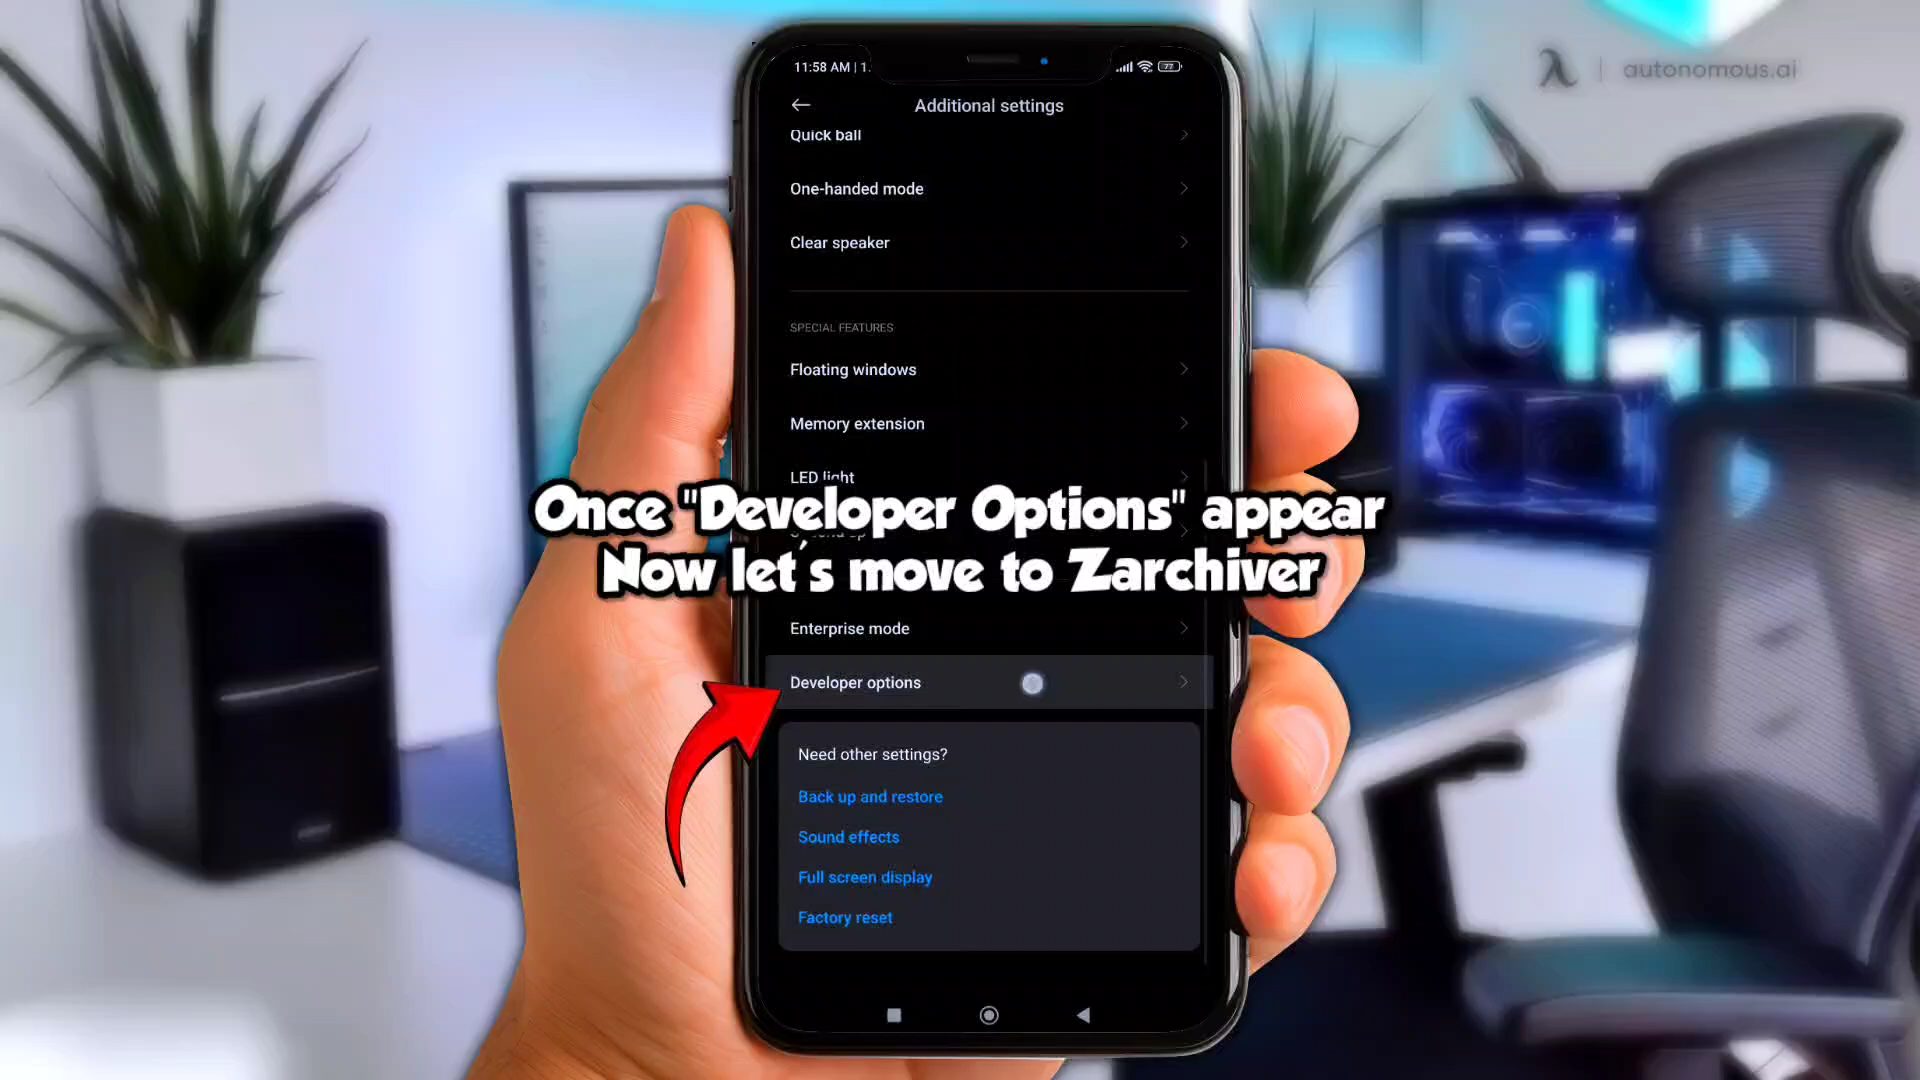 autonomous.ai
11:58 AM | 1.
77
Additional settings
Quick ball
One-handed mode
Clear speaker
SPECIAL FEATURES
Floating windows
Memory extension
LED light
Once "Developer Options" appear
Now let's move to Zarchiver
Enterprise mode
Developer options
Need other settings?
Back up and restore
Sound effects
Full screen display
Factory reset